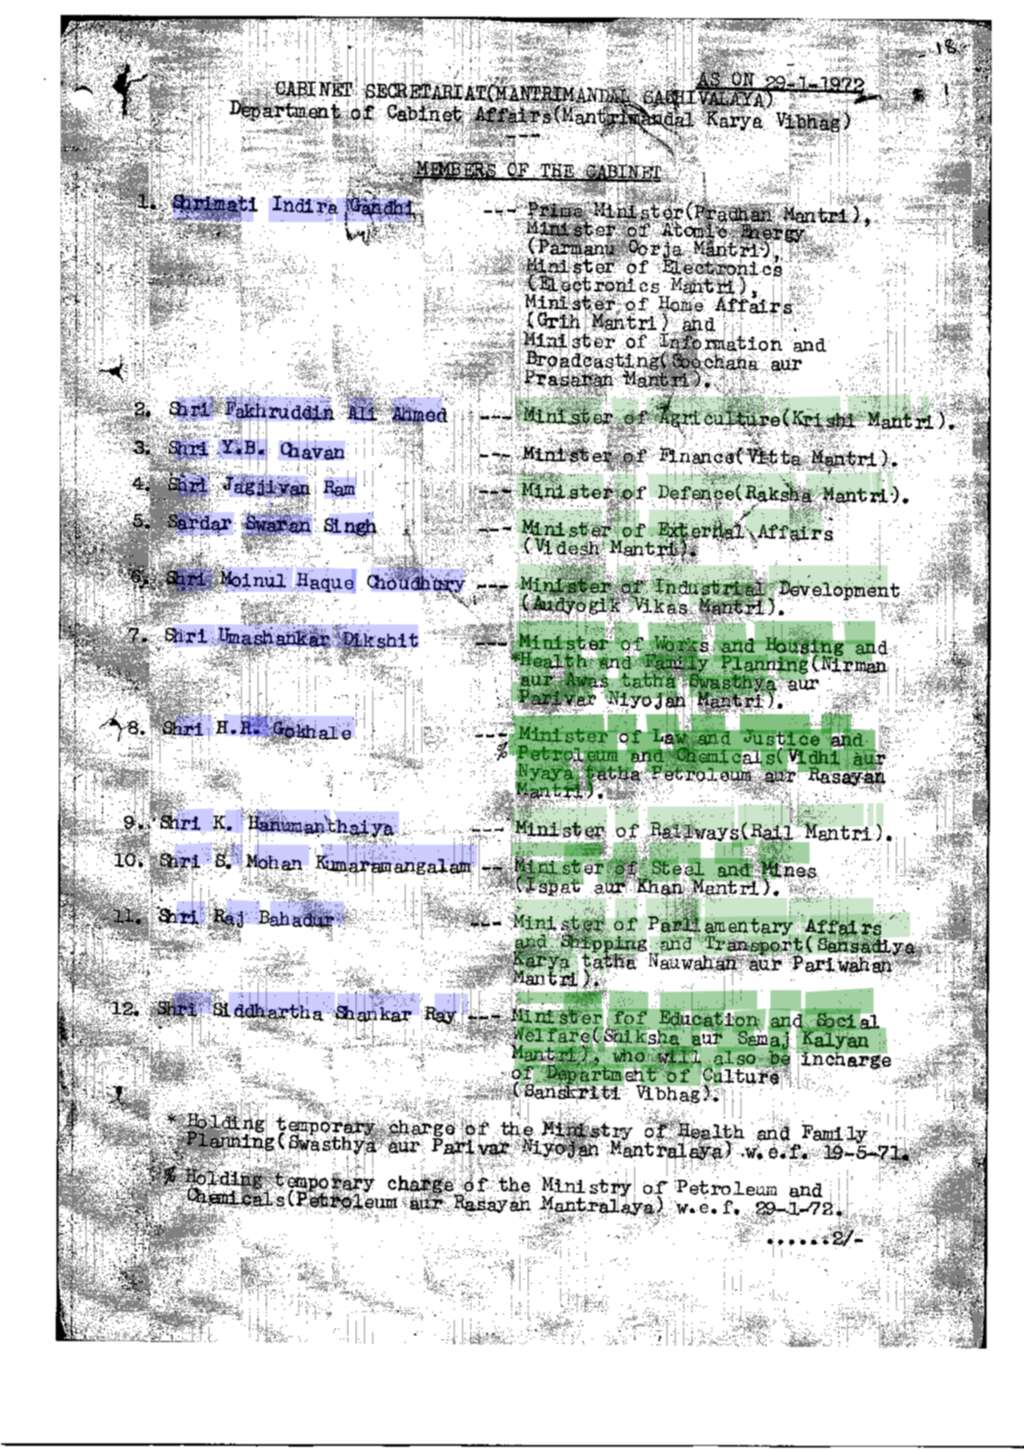 18
AS ON 29-1-1972
CABINET SECRETARIAT(MANTRIMANDAL SACHIVALAYA)
Department of Cabinet Affairs(Mantrimandal Karya Vibhag)
---
MEMBERS OF THE CABINET
1. Shrimati Indira Gandhi --- Prime Minister(Pradhan Mantri),
Minister of Atomic Energy
(Parmanu Oorja Mantri),
Minister of Electronics
(Electronics Mantri),
Minister of Home Affairs
(Grih Mantri) and
Minister of Information and
Broadcasting(Soochana aur
Prasaran Mantri).
2. Shri Fakhruddin Ali Ahmed --- Minister of Agriculture(Krishi Mantri).
3. Shri Y.B. Chavan --- Minister of Finance(Vitta Mantri).
4. Shri Jagjivan Ram --- Minister of Defence(Raksha Mantri).
5. Sardar Swaran Singh --- Minister of External Affairs
(Videsh Mantri).
6. Shri Moinul Haque Choudhury --- Minister of Industrial Development
(Audyogik Vikas Mantri).
7. Shri Umashankar Dikshit --- Minister of Works and Housing and
*Health and Family Planning(Nirman
aur Awas tatha Swasthya aur
Parivar Niyojan Mantri).
8. Shri H.R. Gokhale --- Minister of Law and Justice and
% Petroleum and Chemicals(Vidhi aur
Nyaya tatha Petroleum aur Rasayan
Mantri).
9. Shri K. Hanumanthaiya --- Minister of Railways(Rail Mantri).
10. Shri S. Mohan Kumaramangalam -- Minister of Steel and Mines
(Ispat aur Khan Mantri).
11. Shri Raj Bahadur --- Minister of Parliamentary Affairs
and Shipping and Transport(Sansadiya
Karya tatha Nauwahan aur Pariwahan
Mantri).
12. Shri Siddhartha Shankar Ray --- Minister fof Education and Social
Welfare(Shiksha aur Samaj Kalyan
Mantri), who will also be incharge
of Department of Culture
(Sanskriti Vibhag).
* Holding temporary charge of the Ministry of Health and Family
Planning(Swasthya aur Parivar Niyojan Mantralaya) w.e.f. 19-5-71.
% Holding temporary charge of the Ministry of Petroleum and
Chemicals(Petroleum aur Rasayan Mantralaya) w.e.f. 29-1-72.
......2/-